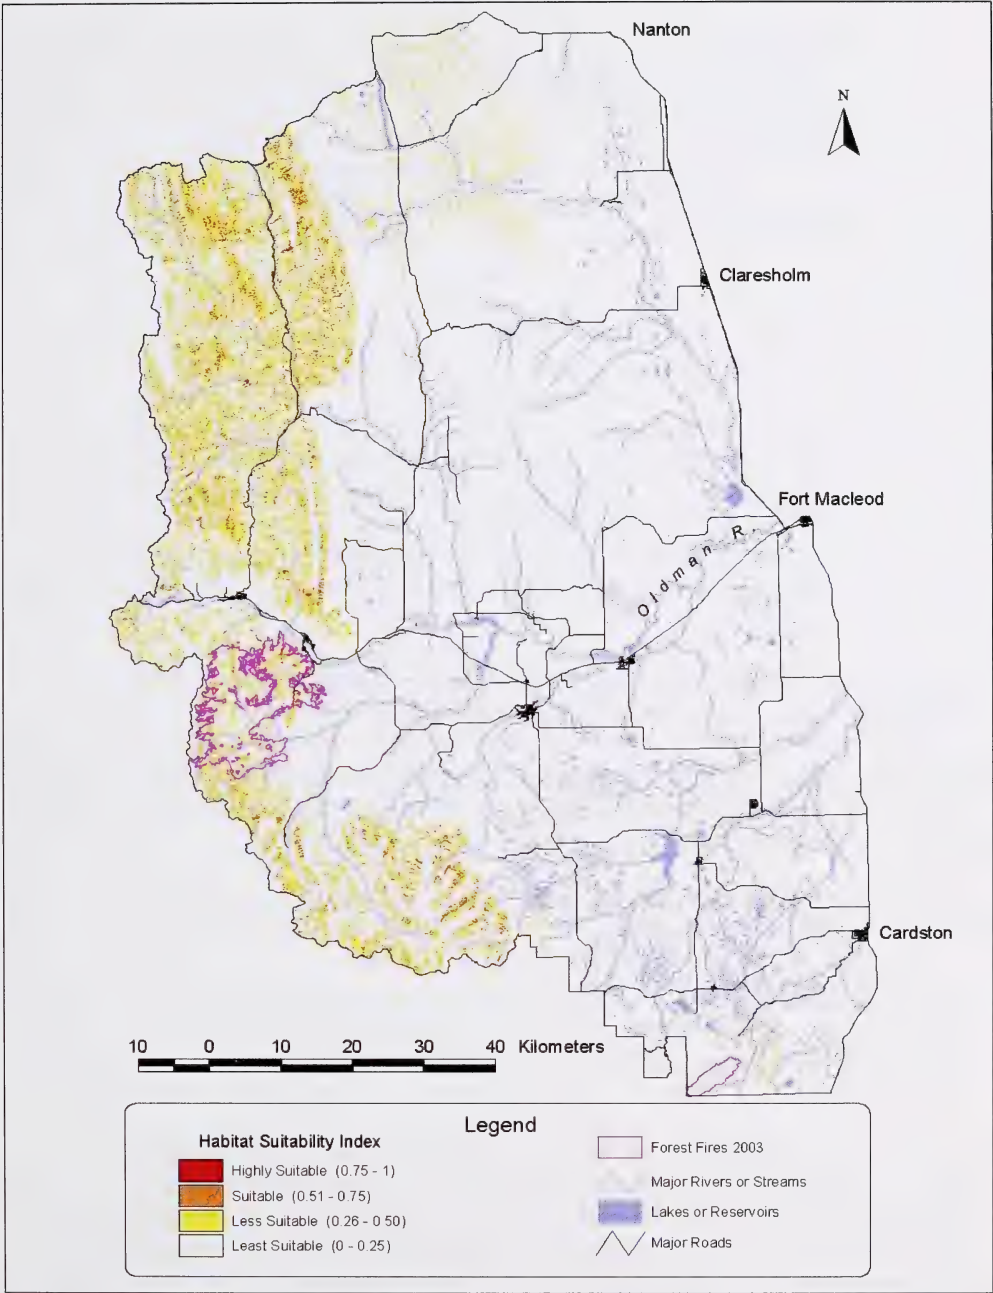 Nanton
N
Claresholm
Fort Macleod
Oldman R.
Cardston
10 0 10 20 30 40 Kilometers
Legend
Habitat Suitability Index
Highly Suitable (0.75 - 1)
Suitable (0.51 - 0.75)
Less Suitable (0.26 - 0.50)
Least Suitable (0 - 0.25)
Forest Fires 2003
Major Rivers or Streams
Lakes or Reservoirs
Major Roads